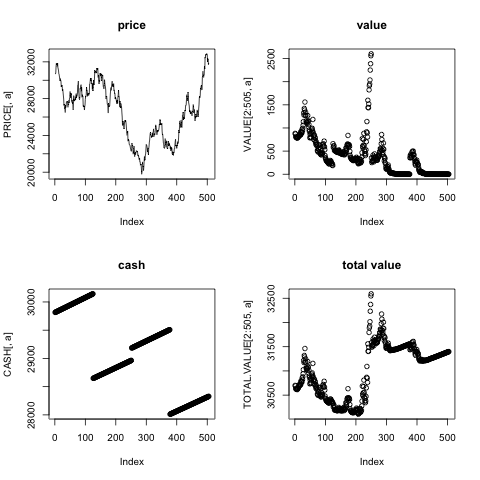 price
PRICE[, a]
20000 24000 28000 32000
0 100 200 300 400 500
Index
value
VALUE[2:505, a]
0 500 1500 2500
0 100 200 300 400 500
Index
cash
CASH[, a]
28000 29000 30000
0 100 200 300 400 500
Index
total value
TOTAL.VALUE[2:505, a]
30500 31500 32500
0 100 200 300 400 500
Index